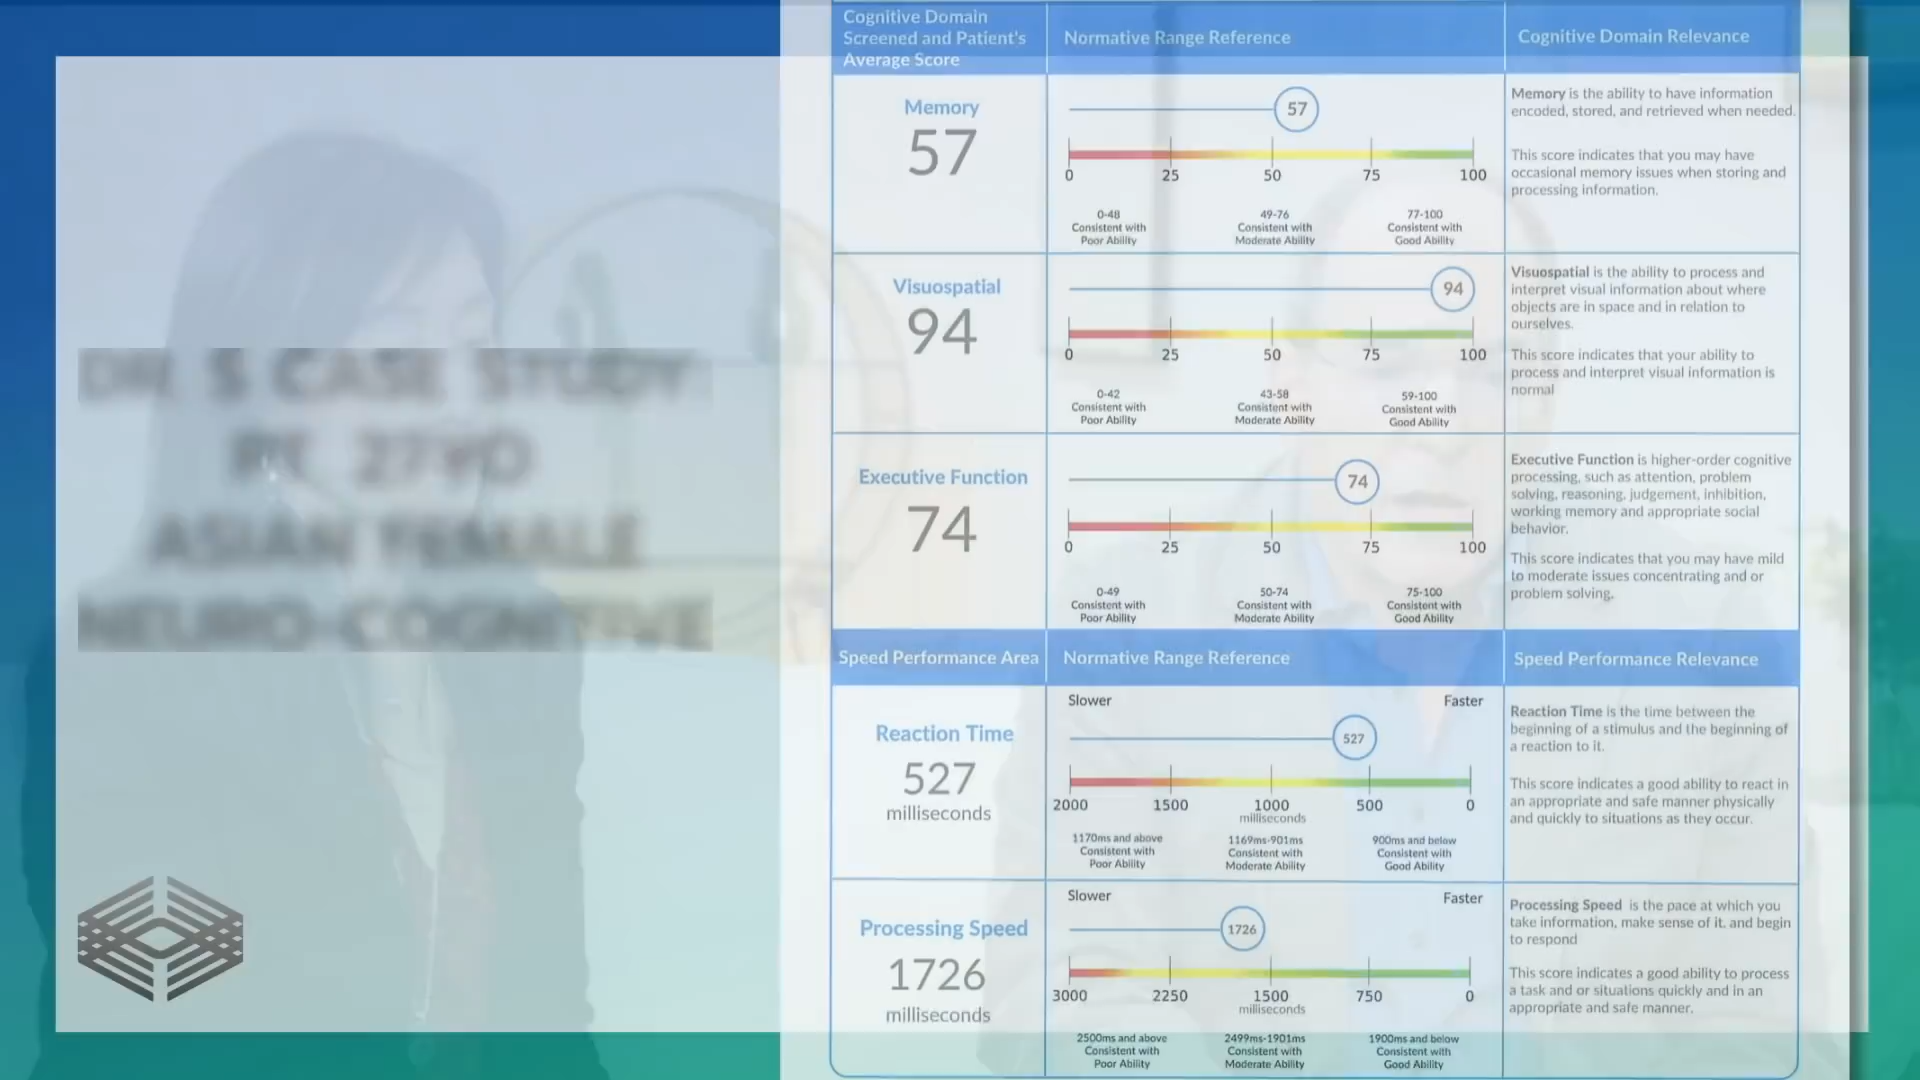 DR. S CASE STUDY
PT. 27YO
ASIAN FEMALE
NEURO-COGNITIVE
Cognitive Domain
Screened and Patient's
Average Score
Normative Range Reference
Cognitive Domain Relevance
Memory
57
57
0 25 50 75 100
0-48
Consistent with
Poor Ability
49-76
Consistent with
Moderate Ability
77-100
Consistent with
Good Ability
Memory is the ability to have information
encoded, stored, and retrieved when needed.
This score indicates that you may have
occasional memory issues when storing and
processing information.
Visuospatial
94
94
0 25 50 75 100
0-42
Consistent with
Poor Ability
43-58
Consistent with
Moderate Ability
59-100
Consistent with
Good Ability
Visuospatial is the ability to process and
interpret visual information about where
objects are in space and in relation to
ourselves.
This score indicates that your ability to
process and interpret visual information is
normal
Executive Function
74
74
0 25 50 75 100
0-49
Consistent with
Poor Ability
50-74
Consistent with
Moderate Ability
75-100
Consistent with
Good Ability
Executive Function is higher-order cognitive
processing, such as attention, problem
solving, reasoning, judgement, inhibition,
working memory and appropriate social
behavior.
This score indicates that you may have mild
to moderate issues concentrating and or
problem solving.
Speed Performance Area
Normative Range Reference
Speed Performance Relevance
Reaction Time
527
milliseconds
Slower Faster
527
2000 1500 1000 500 0
milliseconds
1170ms and above
Consistent with
Poor Ability
1169ms-901ms
Consistent with
Moderate Ability
900ms and below
Consistent with
Good Ability
Reaction Time is the time between the
beginning of a stimulus and the beginning of
a reaction to it.
This score indicates a good ability to react in
an appropriate and safe manner physically
and quickly to situations as they occur.
Processing Speed
1726
milliseconds
Slower Faster
1726
3000 2250 1500 750 0
milliseconds
2500ms and above
Consistent with
Poor Ability
2499ms-1901ms
Consistent with
Moderate Ability
1900ms and below
Consistent with
Good Ability
Processing Speed is the pace at which you
take information, make sense of it, and begin
to respond
This score indicates a good ability to process
a task and or situations quickly and in an
appropriate and safe manner.